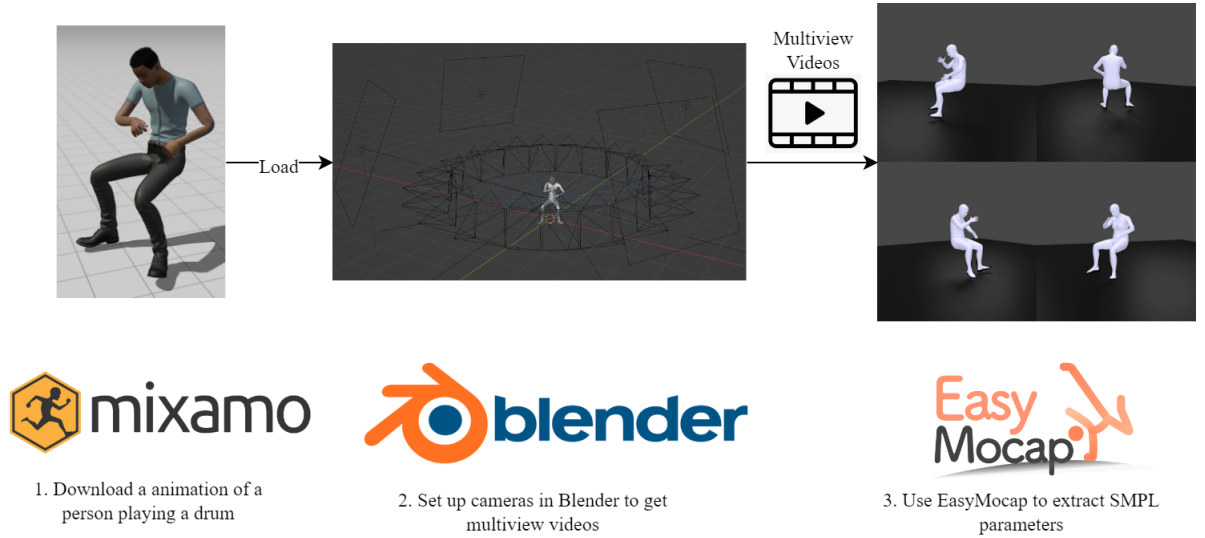 Load
Multiview
Videos
mixamo
blender
Easy
Mocap
1. Download a animation of a
person playing a drum
2. Set up cameras in Blender to get
multiview videos
3. Use EasyMocap to extract SMPL
parameters